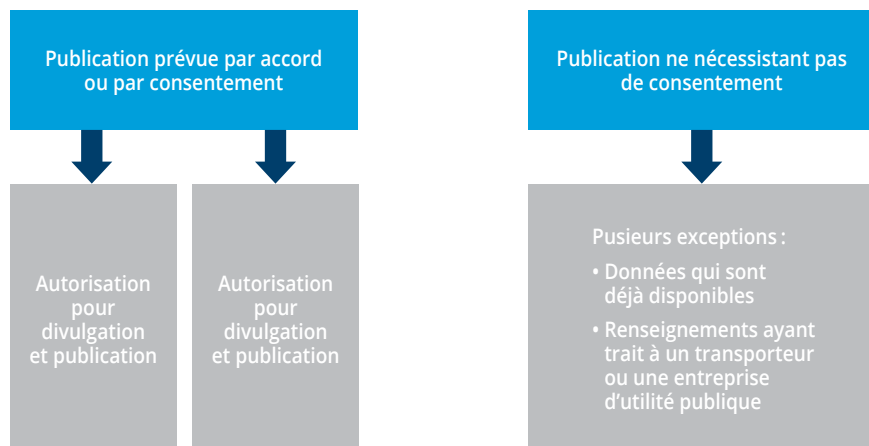 Publication prévue par accord
ou par consentement
Publication ne nécessistant pas
de consentement
Autorisation
pour
divulgation
et publication
Autorisation
pour
divulgation
et publication
Pusieurs exceptions :
• Données qui sont
déjà disponibles
• Renseignements ayant
trait à un transporteur
ou une entreprise
d’utilité publique